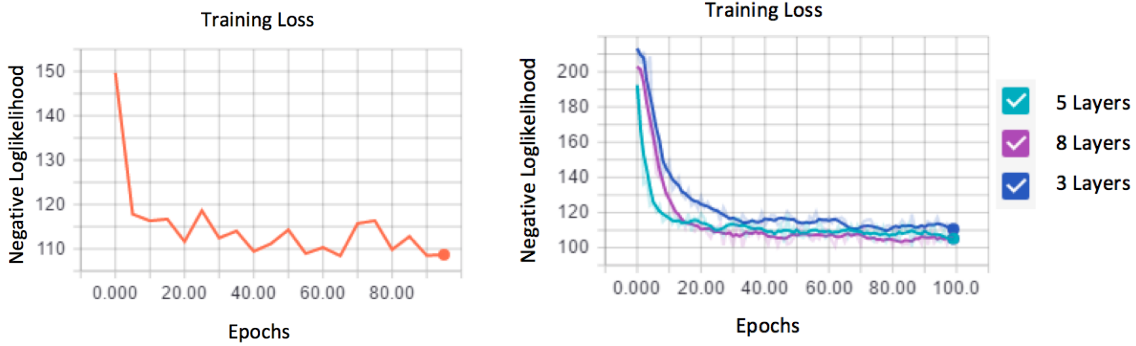 Training Loss
Negative Loglikelihood
150
140
130
120
110
0.000 20.00 40.00 60.00 80.00
Epochs
Training Loss
Negative Loglikelihood
200
180
160
140
120
100
0.000 20.00 40.00 60.00 80.00 100.0
Epochs
5 Layers
8 Layers
3 Layers